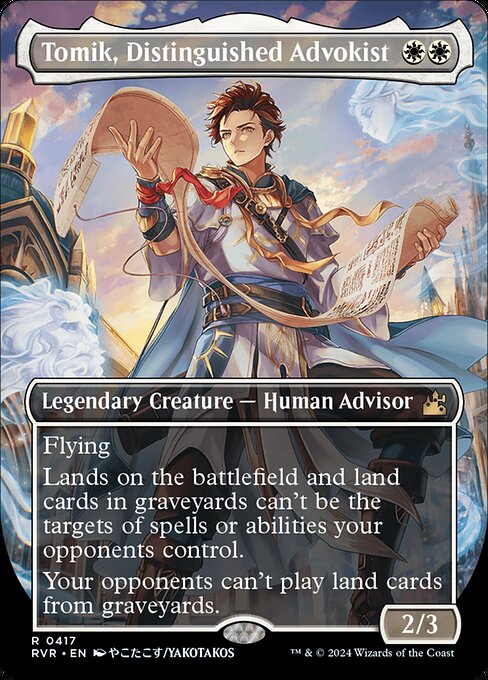 Tomik, Distinguished Advokist
Legendary Creature — Human Advisor
Flying
Lands on the battlefield and land
cards in graveyards can't be the
targets of spells or abilities your
opponents control.
Your opponents can't play land cards
from graveyards.
2/3
R 0417
RVR • EN やこたこす/YAKOTAKOS
™ & © 2024 Wizards of the Coast